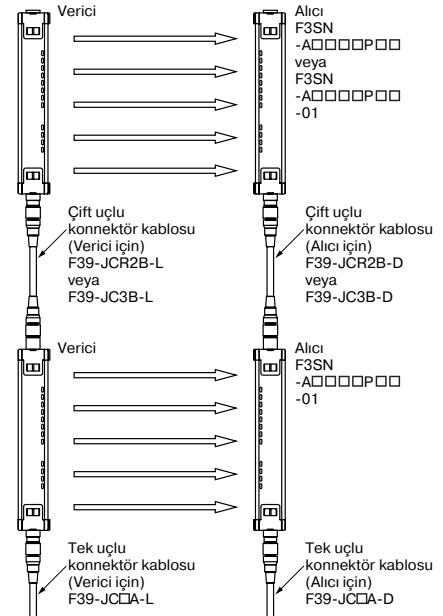 Verici
Alıcı
F3SN
-A□□□□P□□
veya
F3SN
-A□□□□P□□
-01
Çift uçlu
konnektör kablosu
(Verici için)
F39-JCR2B-L
veya
F39-JC3B-L
Çift uçlu
konnektör kablosu
(Alıcı için)
F39-JCR2B-D
veya
F39-JC3B-D
Verici
Alıcı
F3SN
-A□□□□P□□
-01
Tek uçlu
konnektör kablosu
(Verici için)
F39-JC□A-L
Tek uçlu
konnektör kablosu
(Alıcı için)
F39-JC□A-D